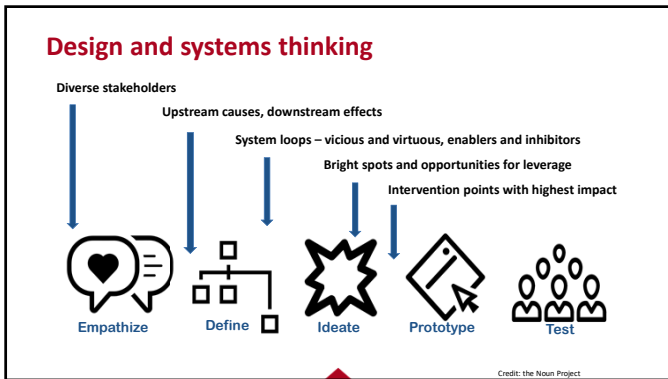 Design and systems thinking
Diverse stakeholders
Upstream causes, downstream effects
System loops – vicious and virtuous, enablers and inhibitors
Bright spots and opportunities for leverage
Intervention points with highest impact
Empathize
Define
Ideate
Prototype
Test
Credit: the Noun Project